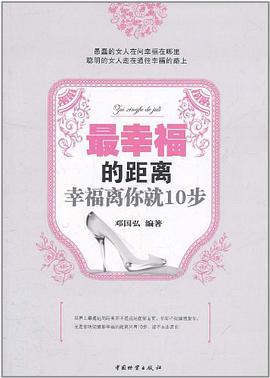 愚蠢的女人在问幸福在哪里
聪明的女人走在通往幸福的路上
Zui xingfu de juli
最幸福
的距离
幸福离你就10步
邓国弘 编著
中国物资出版社